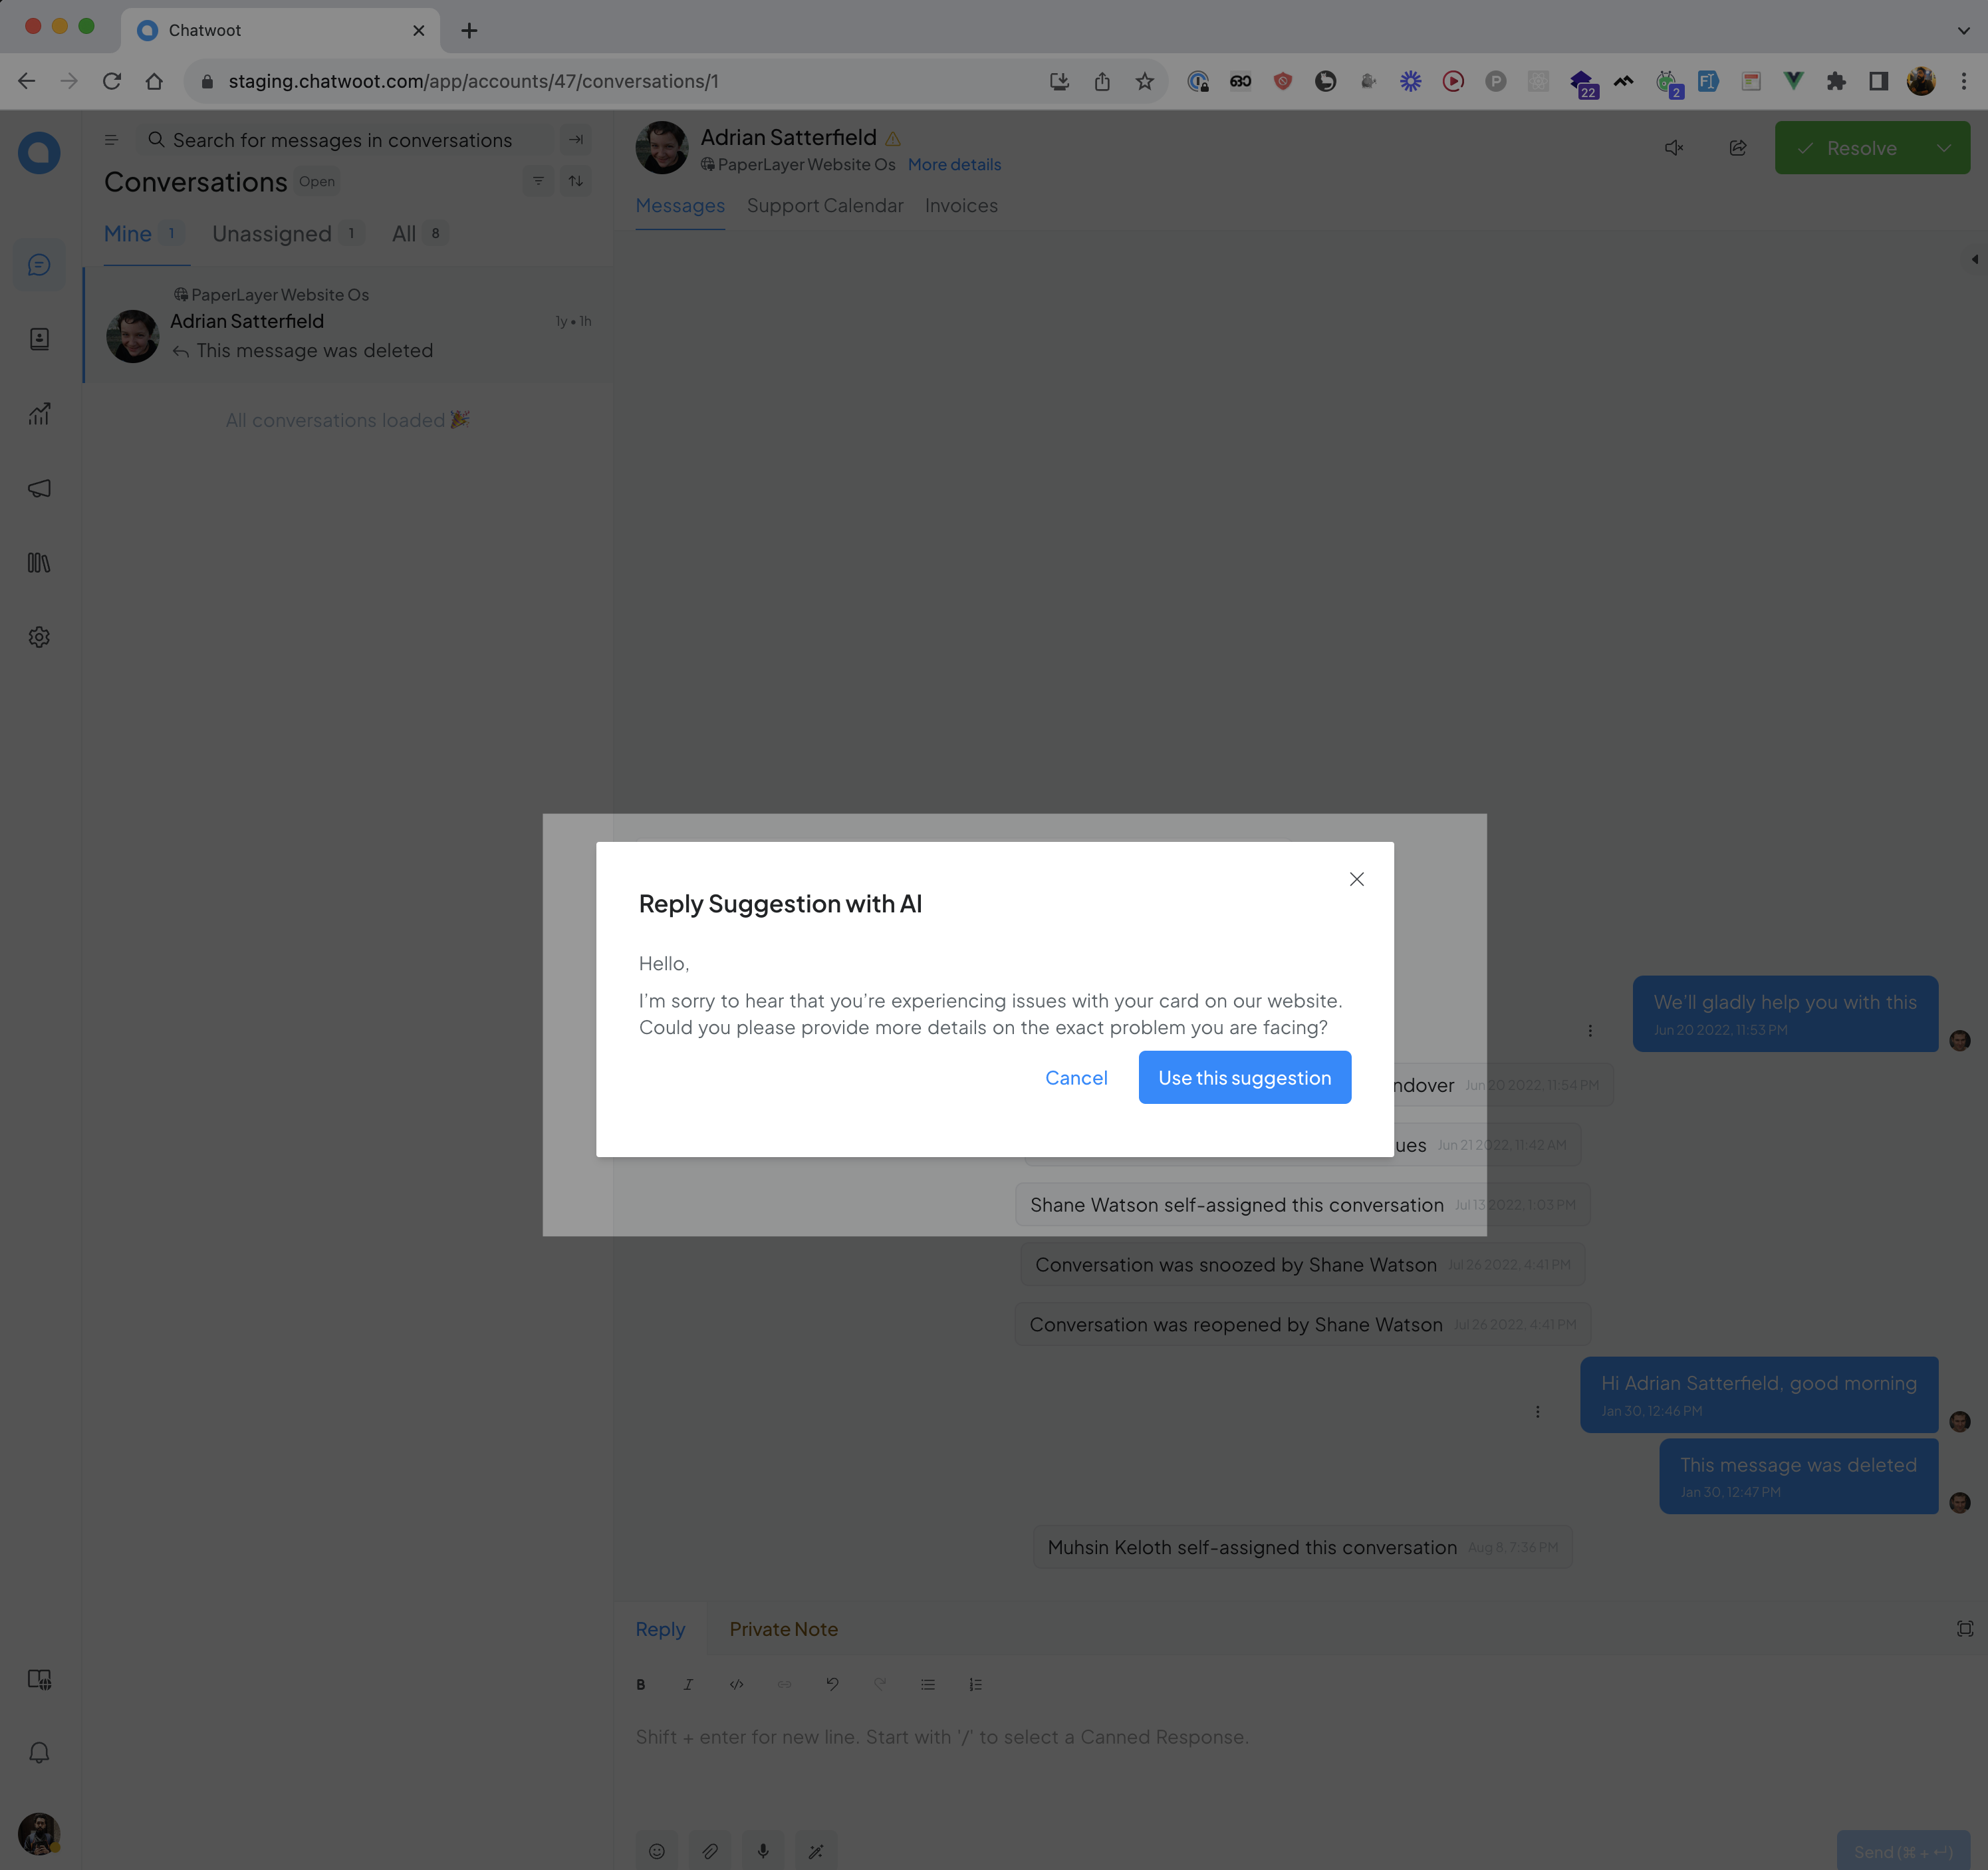 Chatwoot
staging.chatwoot.com/app/accounts/47/conversations/1
630
22
2
Search for messages in conversations
Conversations Open
Mine 1 Unassigned 1 All 8
PaperLayer Website Os
Adrian Satterfield 1y • 1h
This message was deleted
All conversations loaded 🎉
Adrian Satterfield
PaperLayer Website Os More details
Resolve
Messages Support Calendar Invoices
Reply Suggestion with AI
Hello,
I’m sorry to hear that you’re experiencing issues with your card on our website.
Could you please provide more details on the exact problem you are facing?
Cancel Use this suggestion
We'll gladly help you with this
Jun 20 2022, 11:53 PM
ndover Jun 20 2022, 11:54 PM
ues Jun 21 2022, 11:42 AM
Shane Watson self-assigned this conversation Jul 13 2022, 1:03 PM
Conversation was snoozed by Shane Watson Jul 26 2022, 4:41 PM
Conversation was reopened by Shane Watson Jul 26 2022, 4:41 PM
Hi Adrian Satterfield, good morning
Jan 30, 12:46 PM
This message was deleted
Jan 30, 12:47 PM
Muhsin Keloth self-assigned this conversation Aug 8, 7:36 PM
Reply Private Note
B I </>
Shift + enter for new line. Start with '/' to select a Canned Response.
Send (⌘ + ↵)